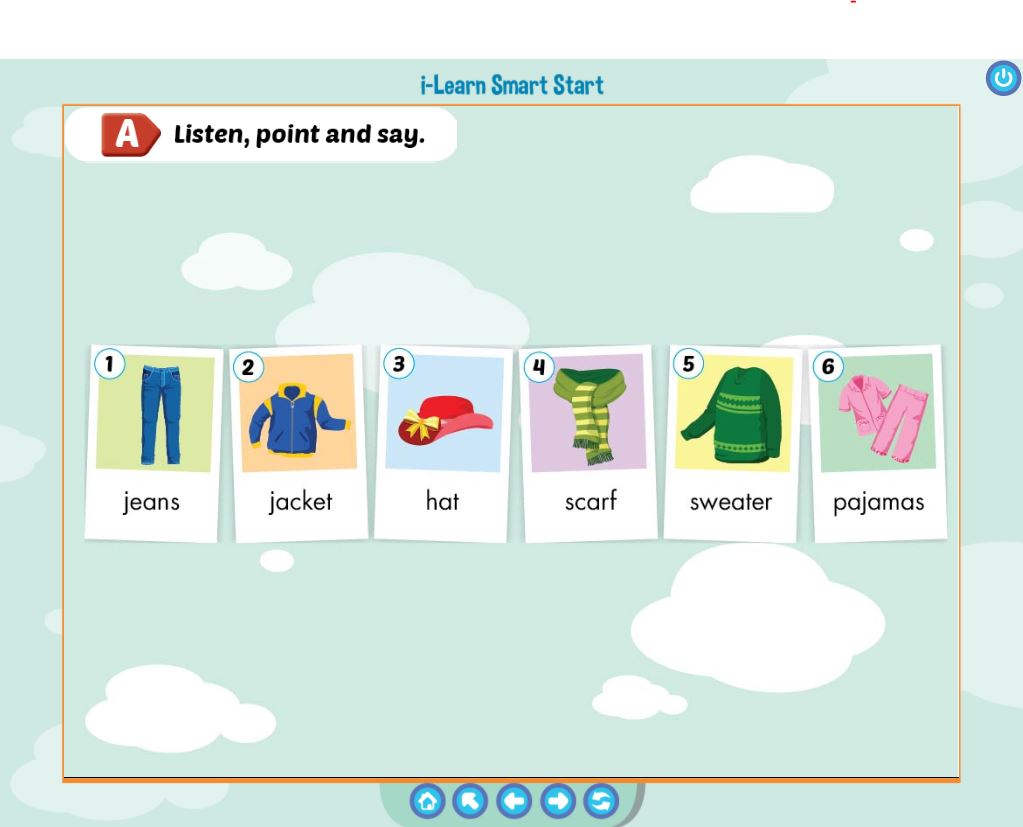 i-Learn Smart Start
A Listen, point and say.
1 2 3 4 5 6
jeans jacket hat scarf sweater pajamas